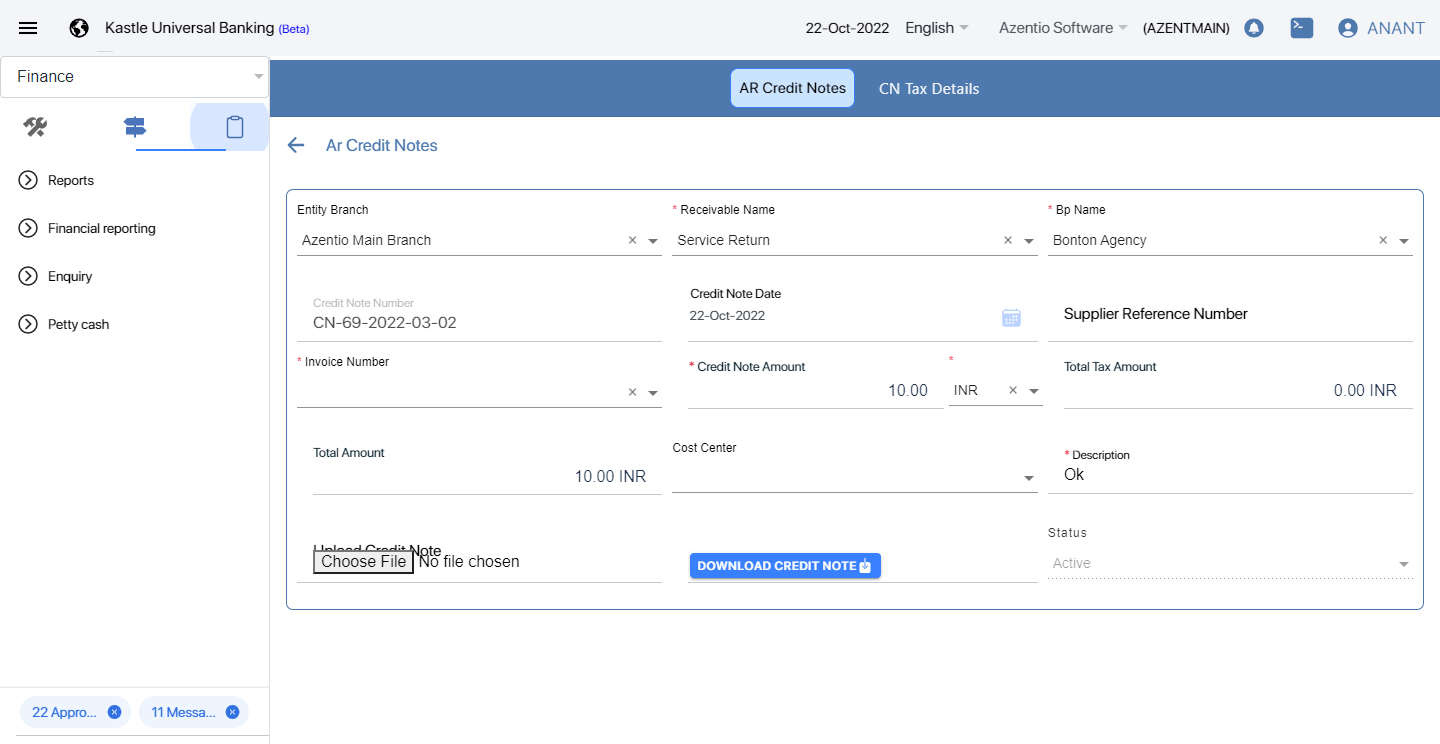 Kastle Universal Banking (Beta)
22-Oct-2022
English
Azentio Software
(AZENTMAIN)
ANANT
Finance
AR Credit Notes
CN Tax Details
Reports
Financial reporting
Enquiry
Petty cash
22 Appro...
11 Messa...
Ar Credit Notes
Entity Branch
Azentio Main Branch
* Receivable Name
Service Return
* Bp Name
Bonton Agency
Credit Note Number
CN-69-2022-03-02
Credit Note Date
22-Oct-2022
Supplier Reference Number
* Invoice Number
* Credit Note Amount
10.00
*
INR
Total Tax Amount
0.00 INR
Total Amount
10.00 INR
Cost Center
* Description
Ok
Upload Credit Note
Choose File No file chosen
DOWNLOAD CREDIT NOTE
Status
Active